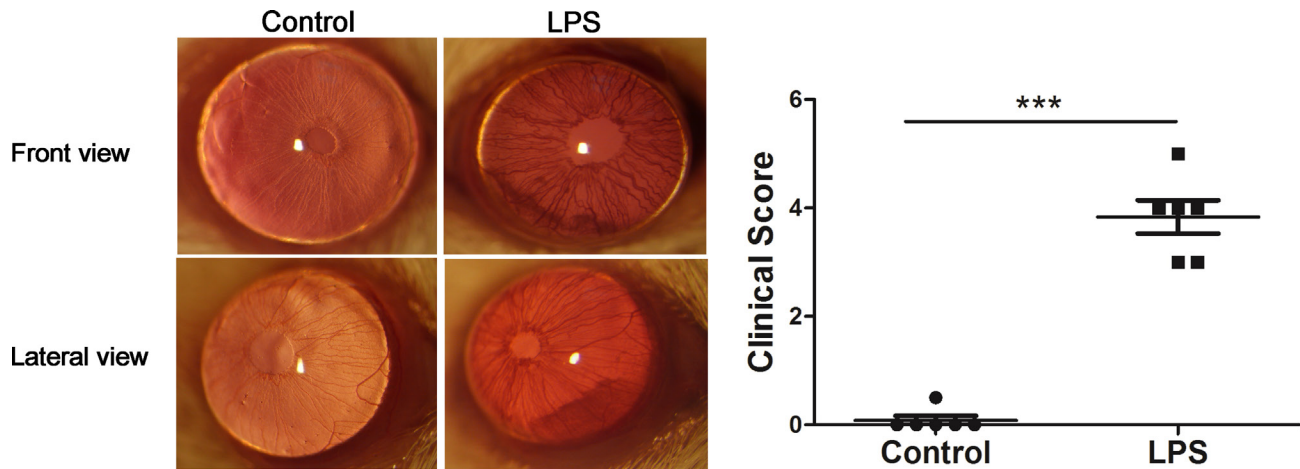 Control LPS
Front view
Lateral view
***
Clinical Score
6
4
2
0
Control LPS